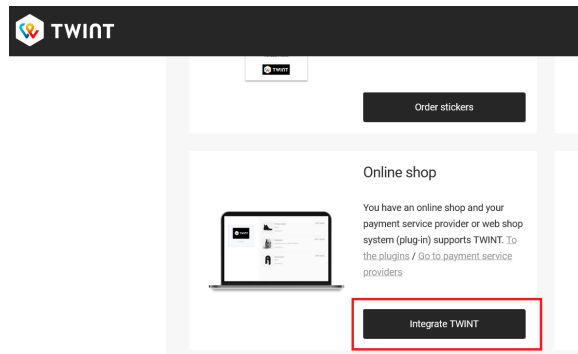 TWINT
TWINT
Order stickers
Online shop
You have an online shop and your
payment service provider or web shop
system (plug-in) supports TWINT. To
the plugins / Go to payment service
providers
Integrate TWINT